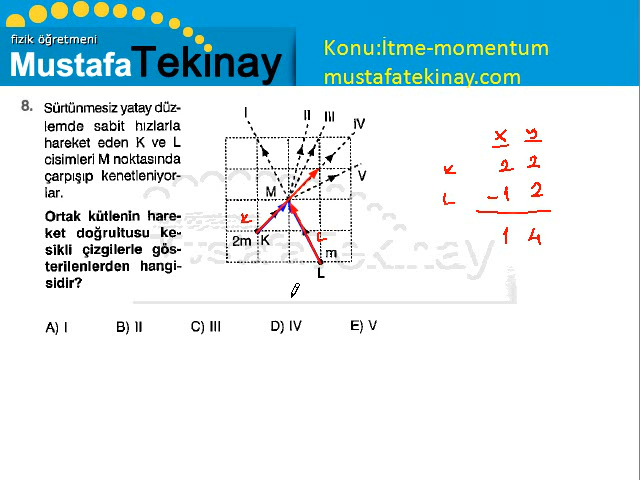 fizik öğretmeni
MustafaTekinay
Konu:İtme-momentum
mustafatekinay.com
8. Sürtünmesiz yatay düz-
lemde sabit hızlarla
hareket eden K ve L
cisimleri M noktasında
çarpışıp kenetleniyor-
lar.
Ortak kütlenin hare-
ket doğrultusu ke-
sikli çizgilerle gös-
terilenlerden hangi-
sidir?
I II III IV
V
M
K
2m K
L
m
L
x y
K 2 2
L -1 2
1 4
MustafaTekinay
A) I B) II C) III D) IV E) V